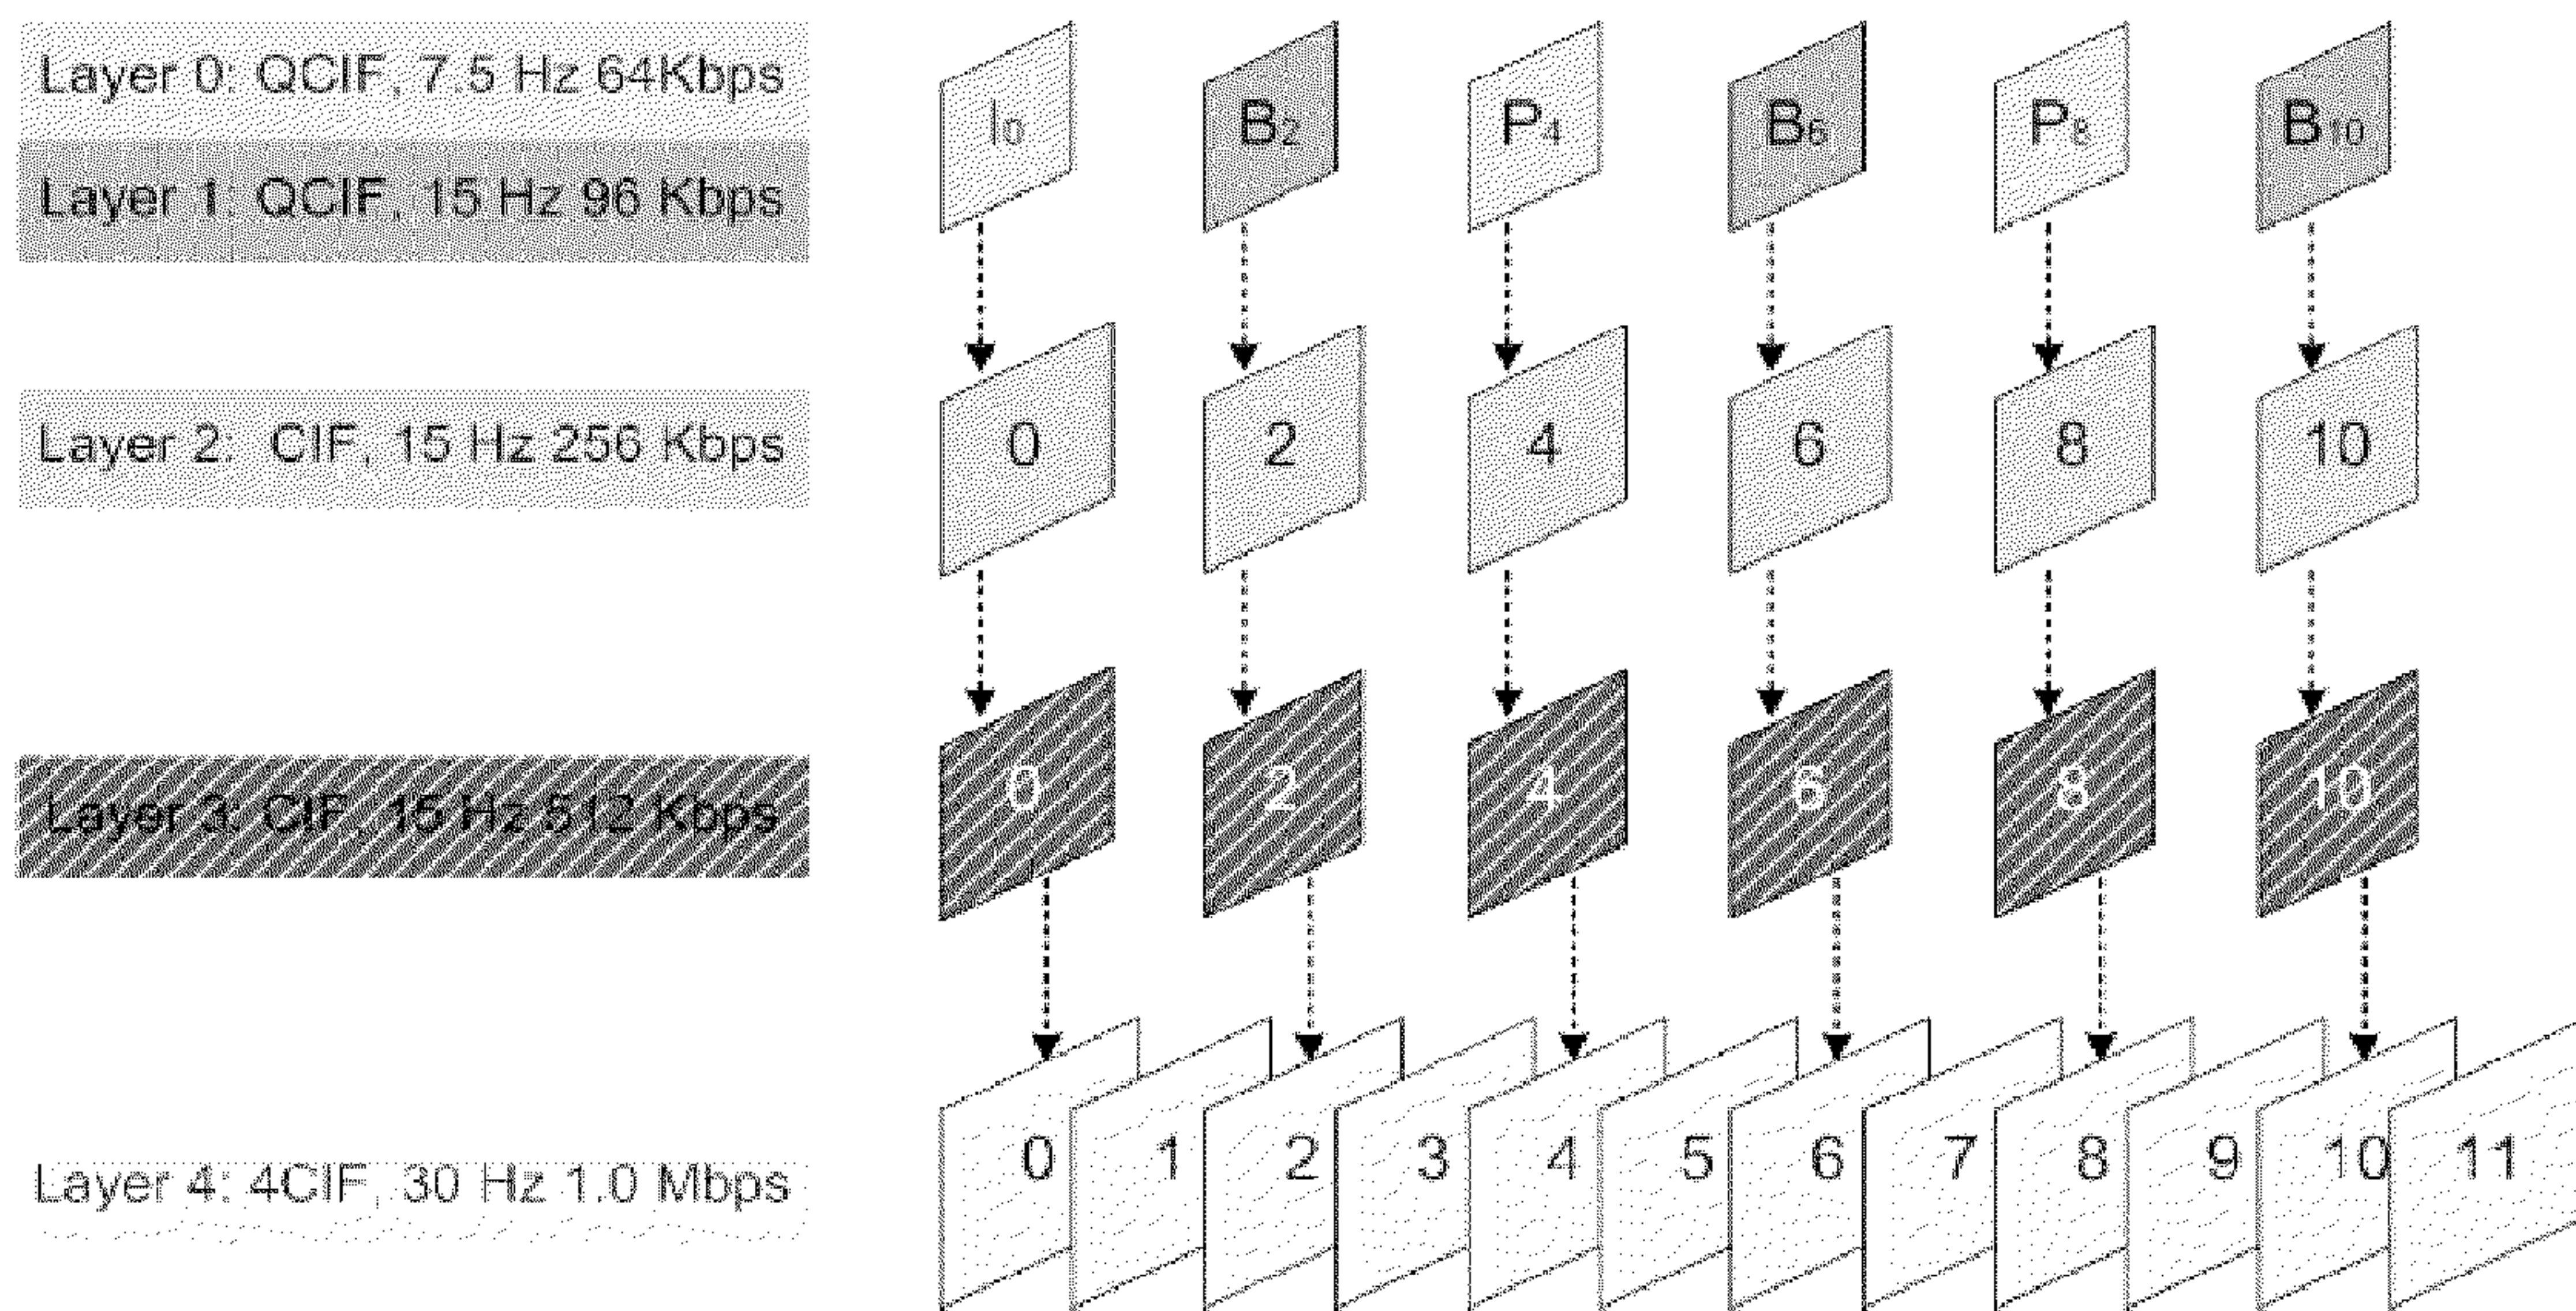 Layer 0: QCIF, 7.5 Hz 64Kbps
Layer 1: QCIF, 15 Hz 96 Kbps
I0 B2 P4 B6 P8 B10
Layer 2: CIF, 15 Hz 256 Kbps
0 2 4 6 8 10
Layer 3: CIF, 15 Hz 512 Kbps
0 2 4 6 8 10
Layer 4: 4CIF, 30 Hz 1.0 Mbps
0 1 2 3 4 5 6 7 8 9 10 11